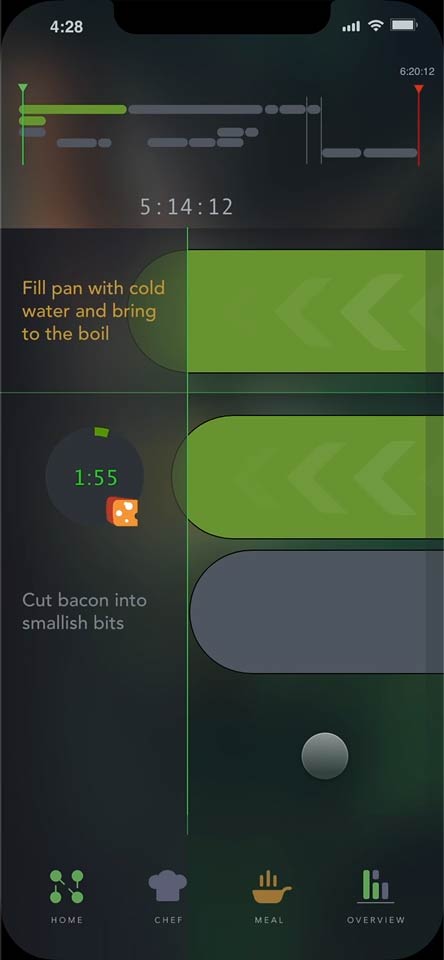 4:28
6:20:12
5:14:12
Fill pan with cold
water and bring
to the boil
1:55
Cut bacon into
smallish bits
HOME CHEF MEAL OVERVIEW